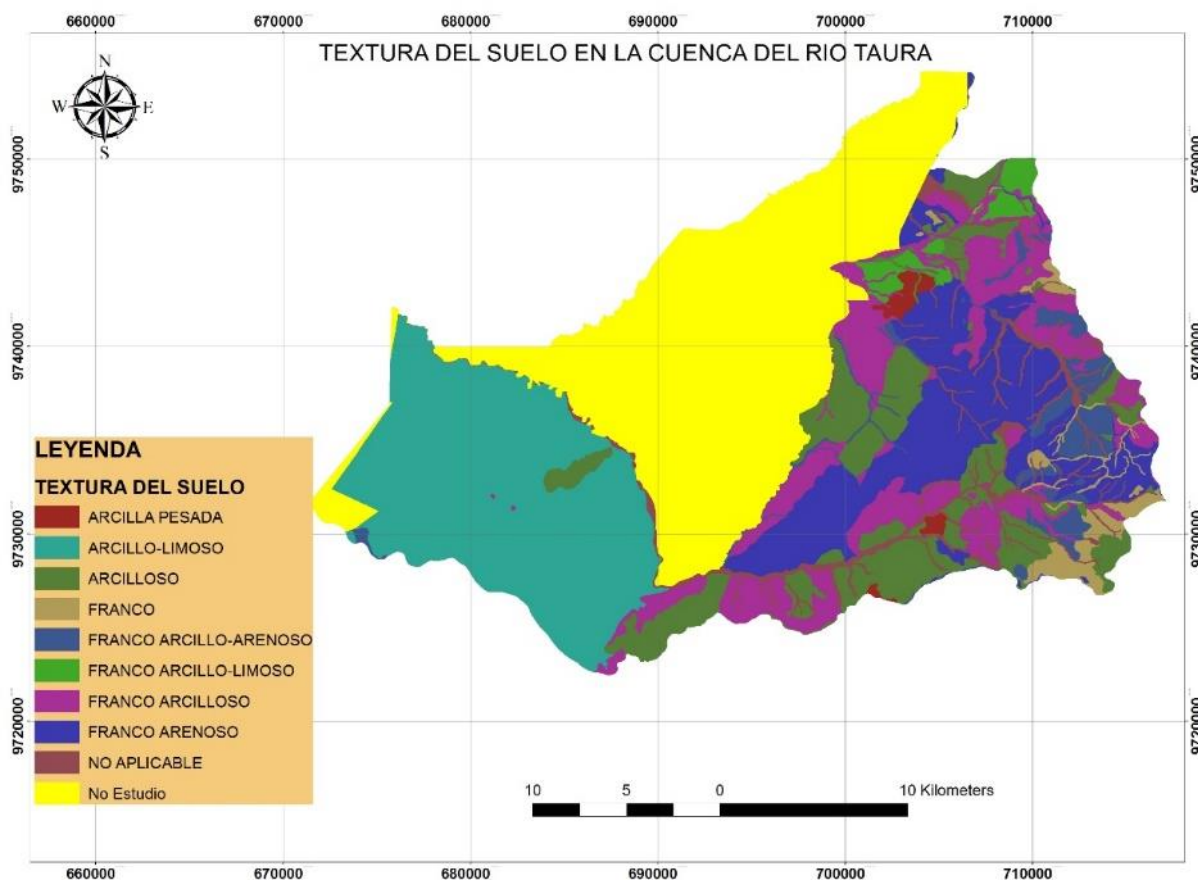 660000 670000 680000 690000 700000 710000
TEXTURA DEL SUELO EN LA CUENCA DEL RIO TAURA
N
W E
S
9750000 9750000
9740000 9740000
9730000 9730000
9720000 9720000
LEYENDA
TEXTURA DEL SUELO
ARCILLA PESADA
ARCILLO-LIMOSO
ARCILLOSO
FRANCO
FRANCO ARCILLO-ARENOSO
FRANCO ARCILLO-LIMOSO
FRANCO ARCILLOSO
FRANCO ARENOSO
NO APLICABLE
No Estudio
10 5 0 10 Kilometers
660000 670000 680000 690000 700000 710000